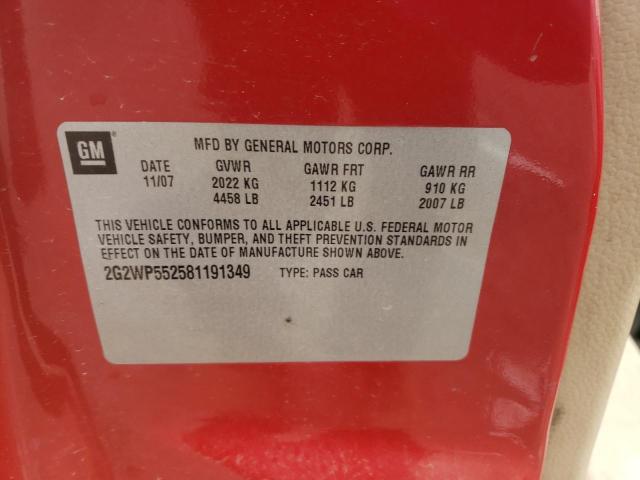 GM
MFD BY GENERAL MOTORS CORP.
DATE GVWR GAWR FRT GAWR RR
11/07 2022 KG 1112 KG 910 KG
4458 LB 2451 LB 2007 LB
THIS VEHICLE CONFORMS TO ALL APPLICABLE U.S. FEDERAL MOTOR
VEHICLE SAFETY, BUMPER, AND THEFT PREVENTION STANDARDS IN
EFFECT ON THE DATE OF MANUFACTURE SHOWN ABOVE.
2G2WP552581191349 TYPE: PASS CAR